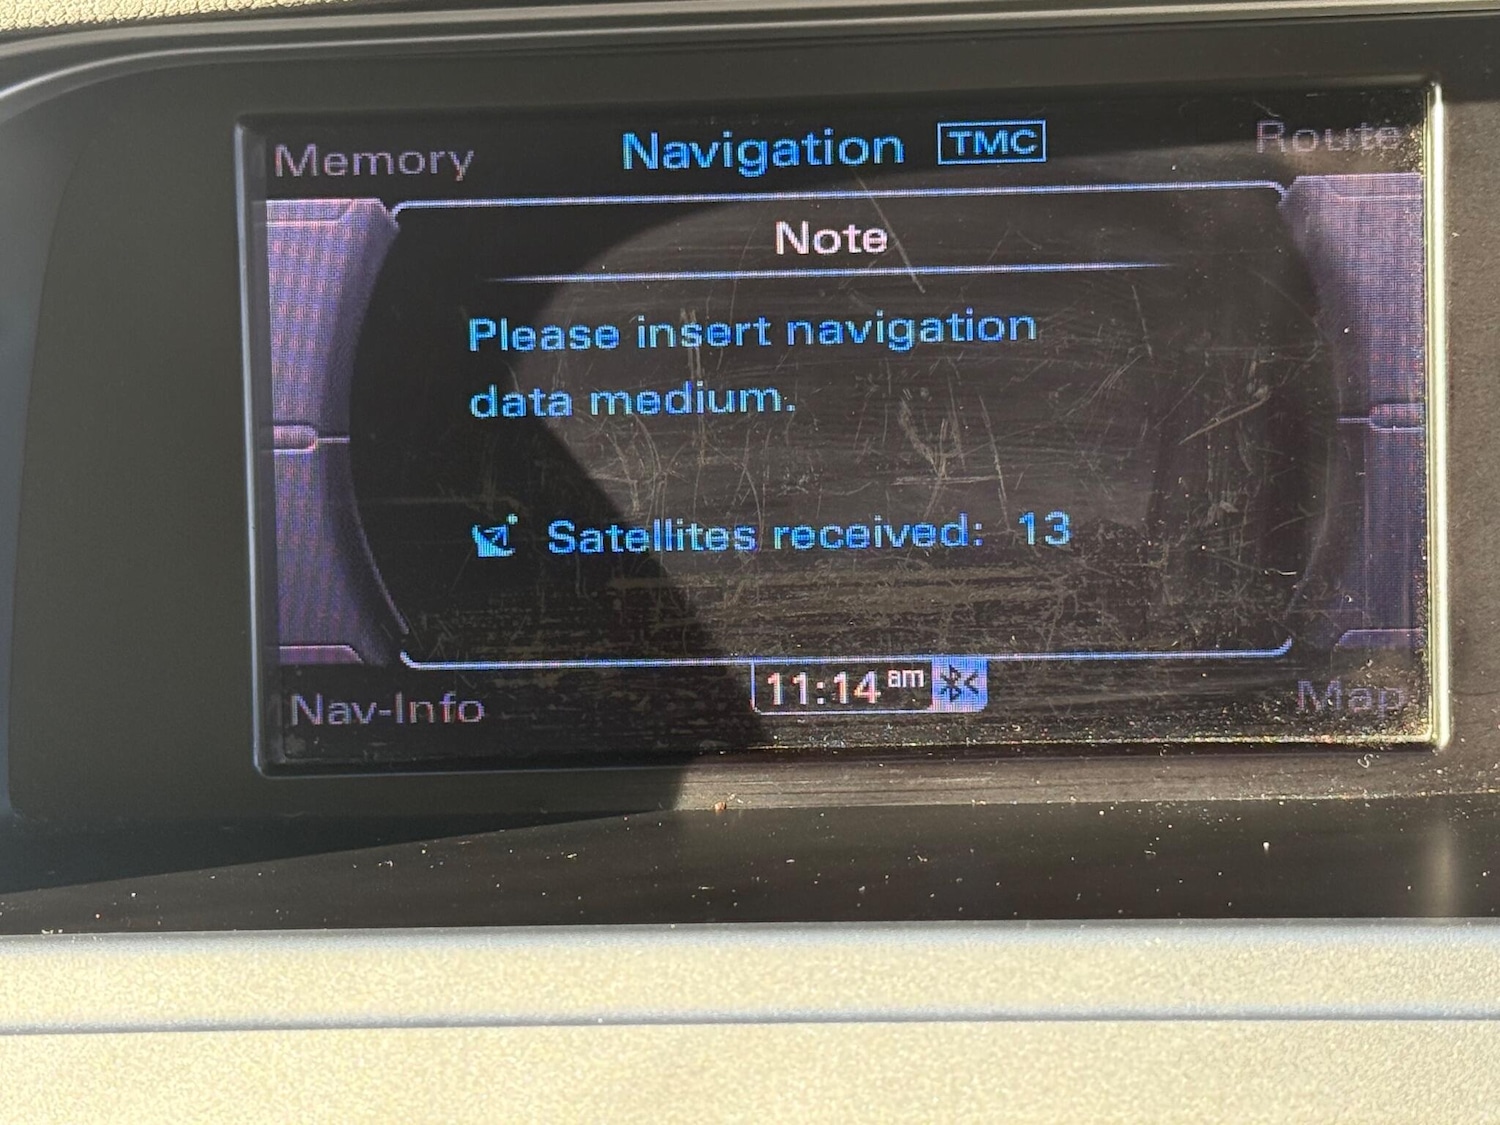 Memory
Navigation TMC
Route
Note
Please insert navigation
data medium.
Satellites received: 13
Nav-Info
11:14 am
Map